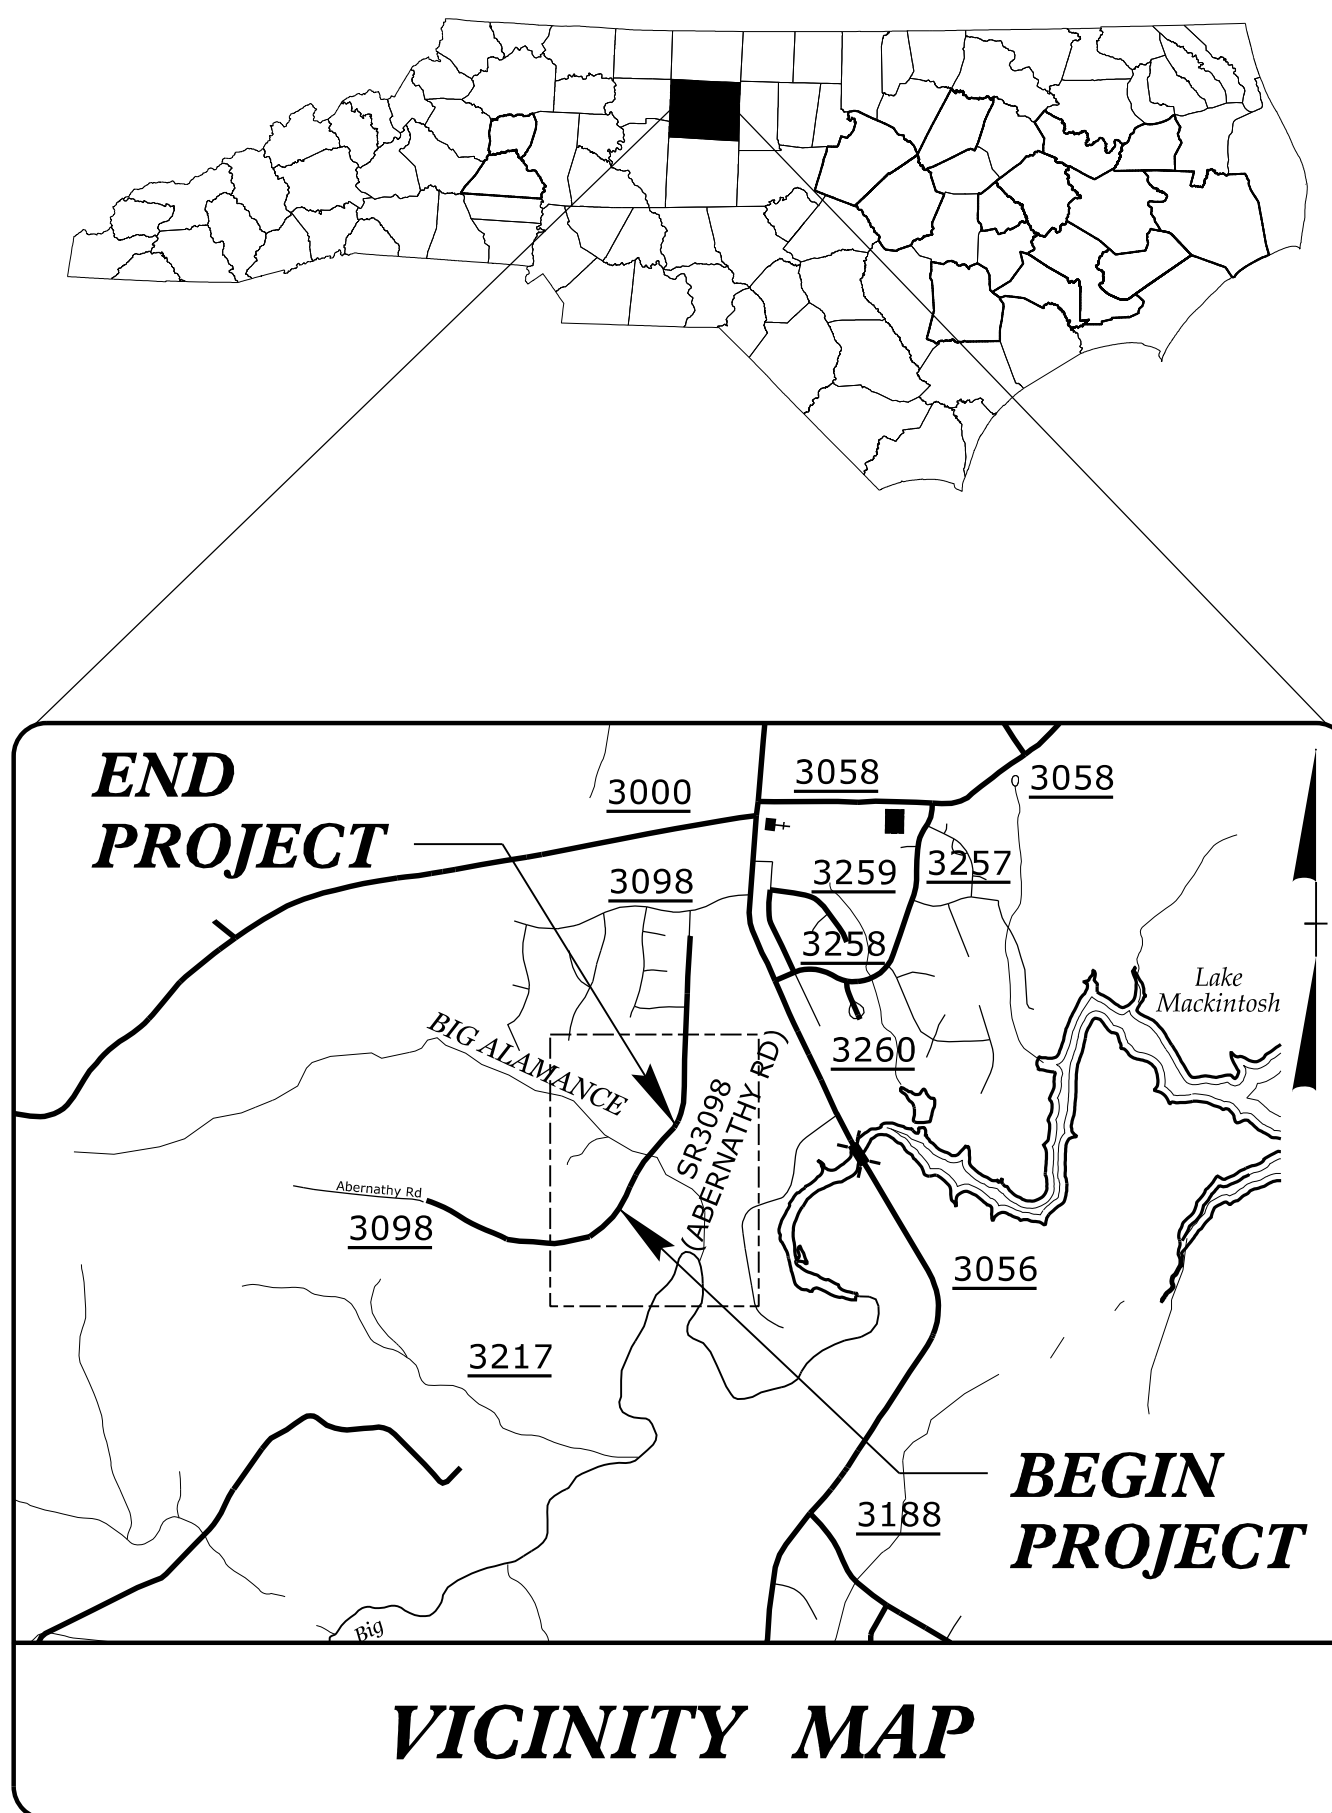 END
PROJECT
3000
3058
3058
3098
3259
3257
3258
Lake
Mackintosh
BIG ALAMANCE
3260
SR3098
(ABERNATHY RD)
Abernathy Rd
3098
3056
3217
BEGIN
PROJECT
3188
Big
VICINITY MAP